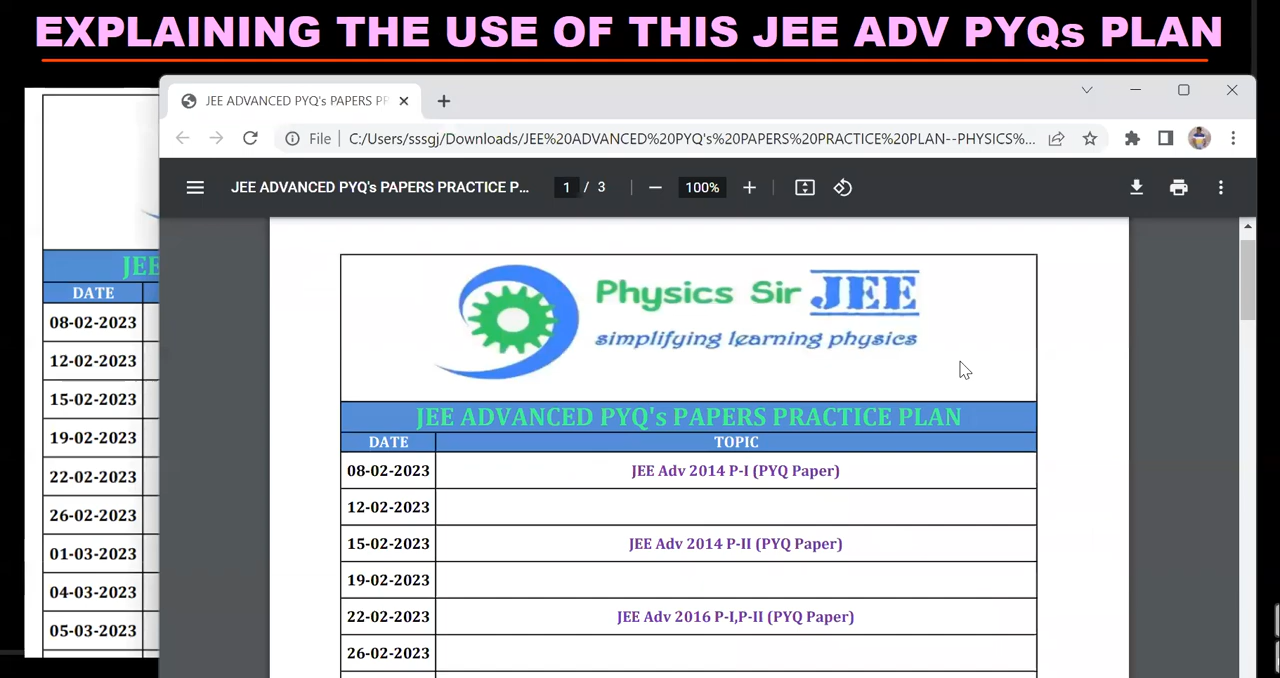 EXPLAINING THE USE OF THIS JEE ADV PYQs PLAN
JEE ADVANCED PYQ's PAPERS PR
File
C:/Users/sssgj/Downloads/JEE%20ADVANCED%20PYQ's%20PAPERS%20PRACTICE%20PLAN--PHYSICS%...
JEE ADVANCED PYQ's PAPERS PRACTICE P...
1 / 3
100%
Physics Sir JEE
simplifying learning physics
JEE ADVANCED PYQ's PAPERS PRACTICE PLAN
DATE TOPIC
08-02-2023 JEE Adv 2014 P-I (PYQ Paper)
12-02-2023
15-02-2023 JEE Adv 2014 P-II (PYQ Paper)
19-02-2023
22-02-2023 JEE Adv 2016 P-I,P-II (PYQ Paper)
26-02-2023
JEE
DATE
08-02-2023
12-02-2023
15-02-2023
19-02-2023
22-02-2023
26-02-2023
01-03-2023
04-03-2023
05-03-2023